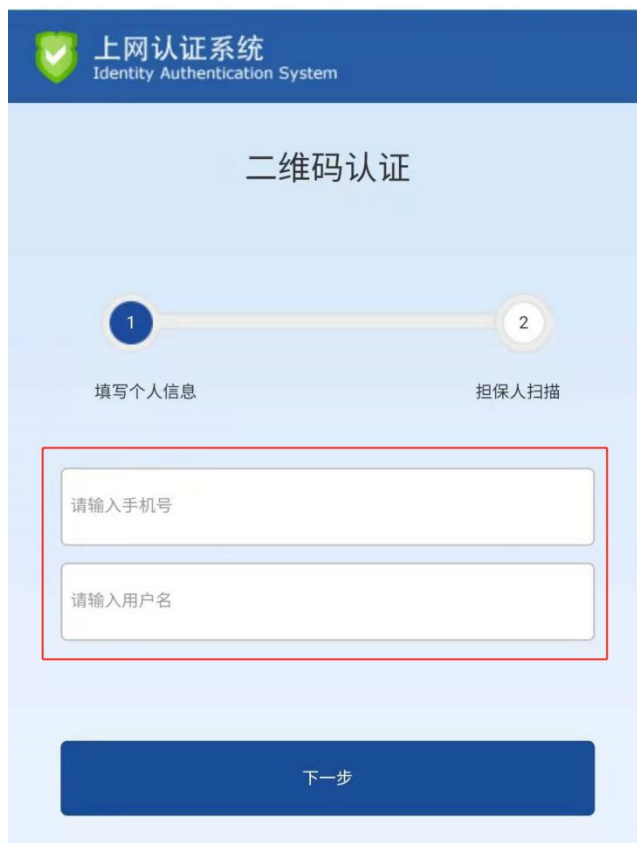 上网认证系统
Identity Authentication System
二维码认证
1
2
填写个人信息
担保人扫描
请输入手机号
请输入用户名
下一步